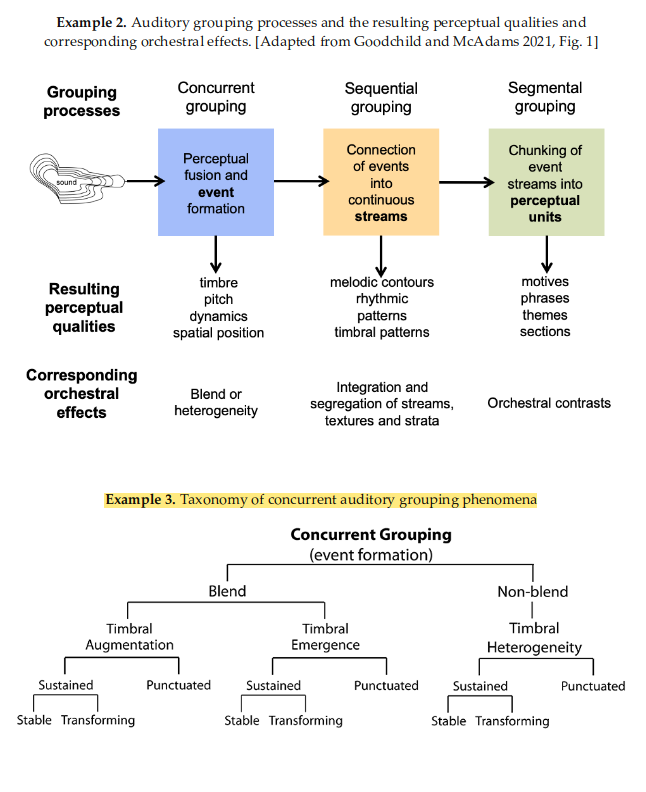 Example 2. Auditory grouping processes and the resulting perceptual qualities and
corresponding orchestral effects. [Adapted from Goodchild and McAdams 2021, Fig. 1]
Grouping
processes
Concurrent
grouping
Sequential
grouping
Segmental
grouping
sound
Perceptual
fusion and
event
formation
Connection
of events
into
continuous
streams
Chunking of
event
streams into
perceptual
units
Resulting
perceptual
qualities
timbre
pitch
dynamics
spatial position
melodic contours
rhythmic
patterns
timbral patterns
motives
phrases
themes
sections
Corresponding
orchestral
effects
Blend or
heterogeneity
Integration and
segregation of streams,
textures and strata
Orchestral contrasts
Example 3. Taxonomy of concurrent auditory grouping phenomena
Concurrent Grouping
(event formation)
Blend
Non-blend
Timbral
Augmentation
Timbral
Emergence
Timbral
Heterogeneity
Sustained
Punctuated
Sustained
Punctuated
Sustained
Punctuated
Stable
Transforming
Stable
Transforming
Stable
Transforming